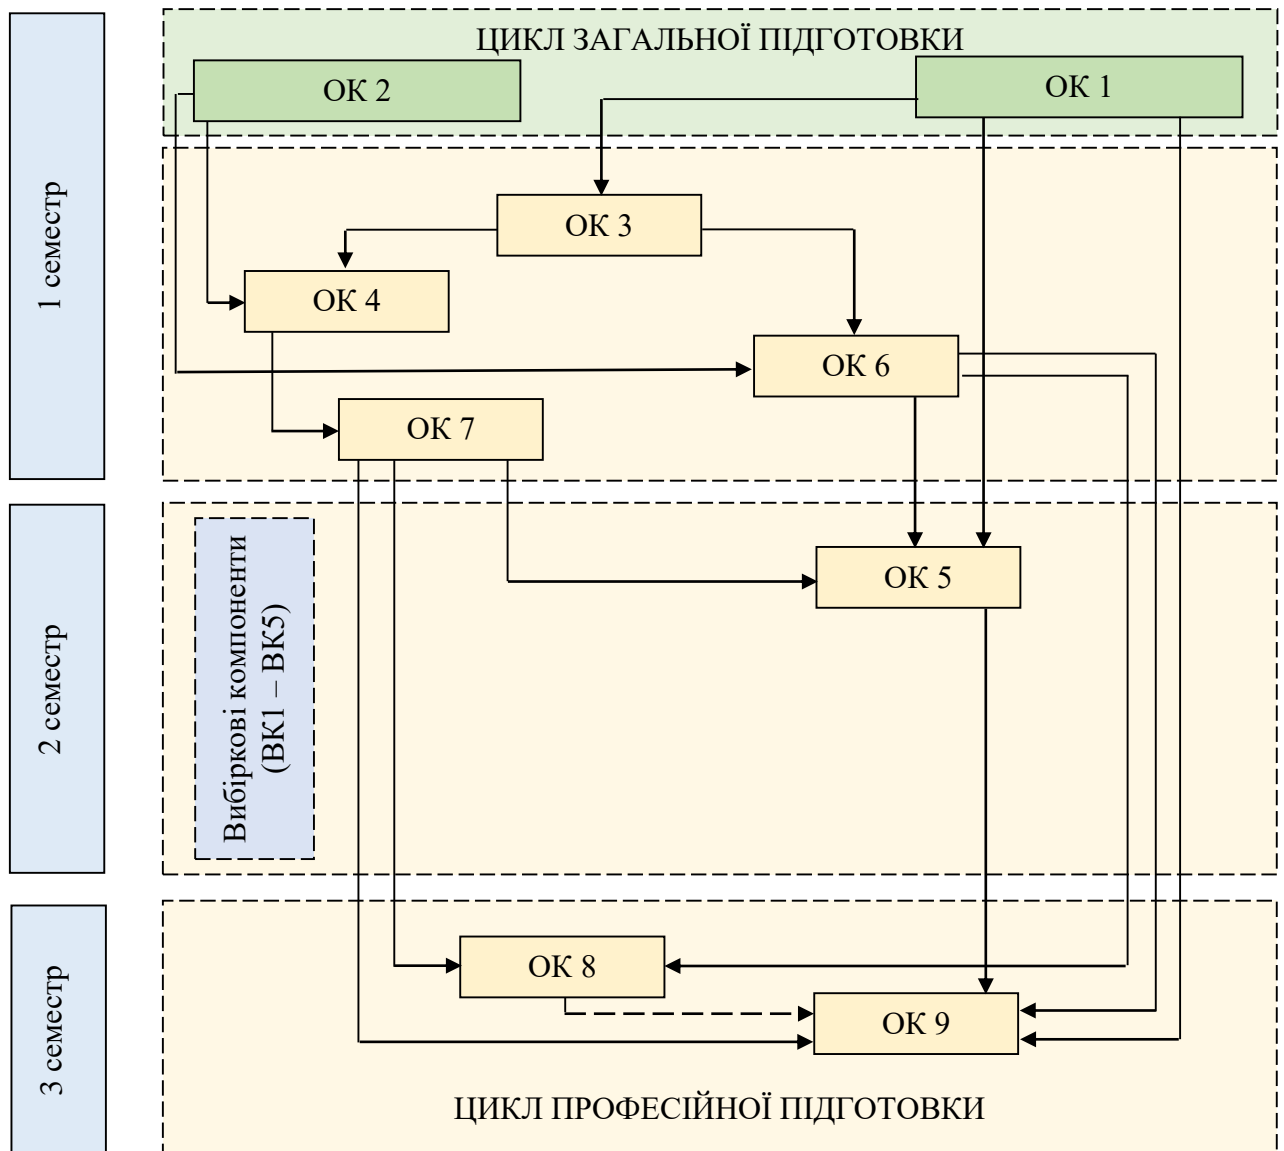 ЦИКЛ ЗАГАЛЬНОЇ ПІДГОТОВКИ
ОК 2
ОК 1
1 семестр
ОК 3
ОК 4
ОК 6
ОК 7
2 семестр
Вибіркові компоненти
(ВК1 – ВК5)
ОК 5
3 семестр
ОК 8
ОК 9
ЦИКЛ ПРОФЕСІЙНОЇ ПІДГОТОВКИ